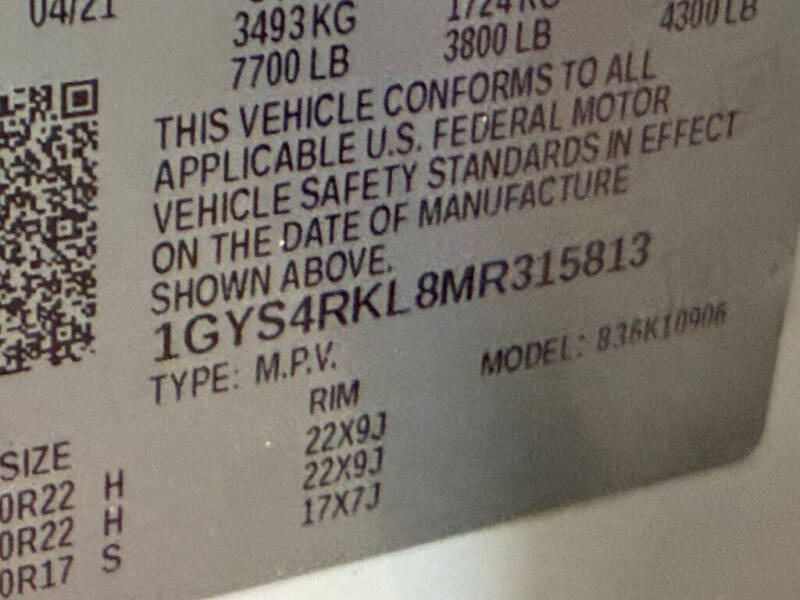 04/21
3493 KG
7700 LB 3800 LB 4300 LB
THIS VEHICLE CONFORMS TO ALL
APPLICABLE U.S. FEDERAL MOTOR
VEHICLE SAFETY STANDARDS IN EFFECT
ON THE DATE OF MANUFACTURE
SHOWN ABOVE.
1GYS4RKL8MR315813
TYPE: M.P.V. MODEL: 836K10906
RIM
SIZE 22X9J
0R22 H 22X9J
0R22 H 17X7J
0R17 S